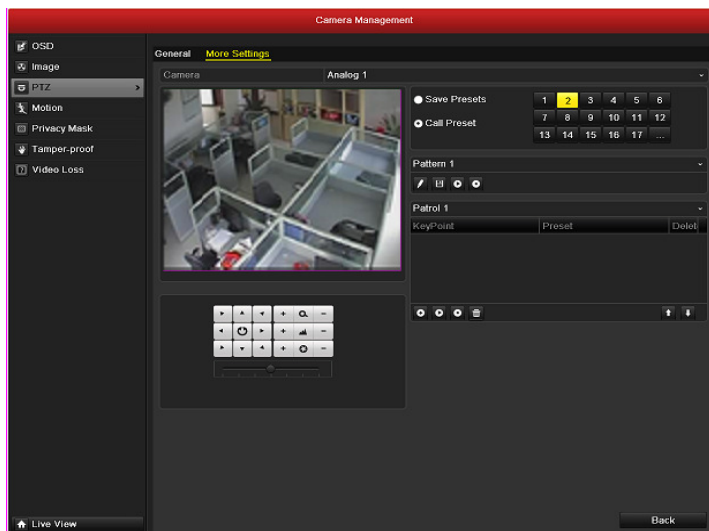 Camera Management
OSD
Image
PTZ
Motion
Privacy Mask
Tamper-proof
Video Loss
General More Settings
Camera Analog 1
Save Presets
Call Preset
1 2 3 4 5 6
7 8 9 10 11 12
13 14 15 16 17 ...
Pattern 1
Patrol 1
KeyPoint Preset Delet
Live View
Back